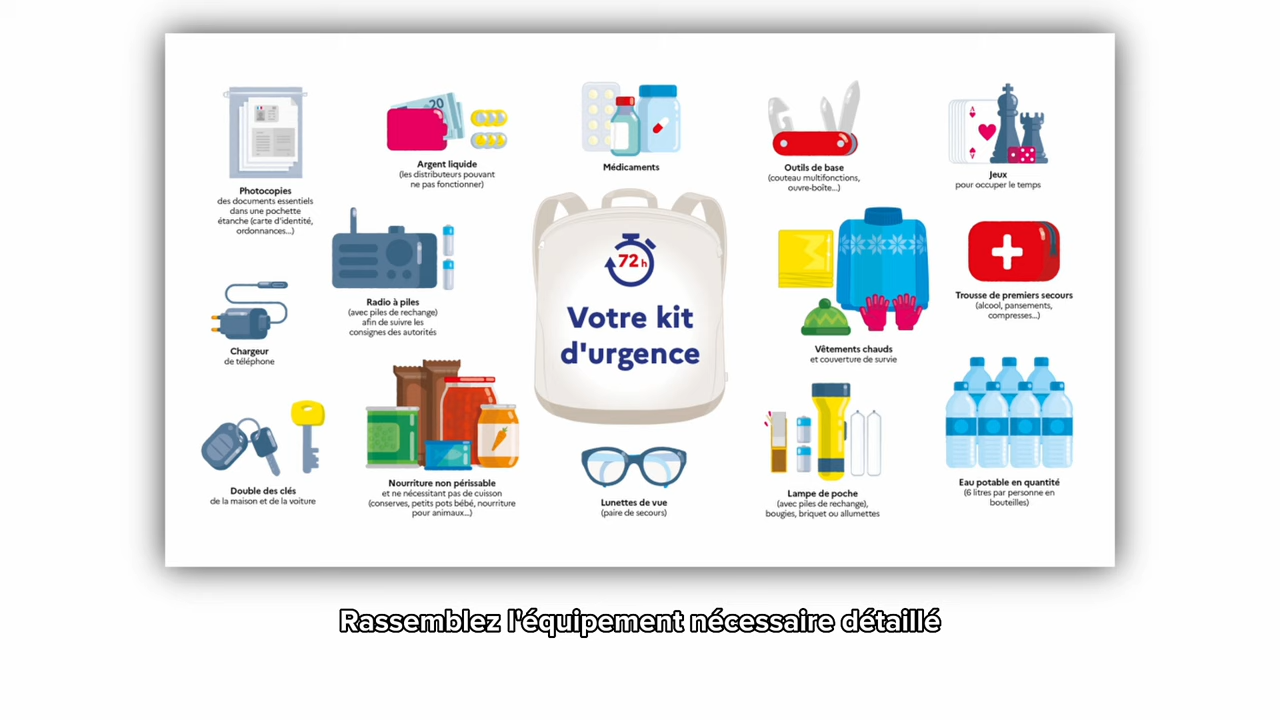 Photocopies
des documents essentiels
dans une pochette
étanche (carte d'identité,
ordonnances...)
20
Argent liquide
(les distributeurs pouvant
ne pas fonctionner)
Médicaments
Outils de base
(couteau multifonctions,
ouvre-boîte...)
A
A
Jeux
pour occuper le temps
Radio à piles
(avec piles de rechange)
afin de suivre les
consignes des autorités
72h
Votre kit
d'urgence
Vêtements chauds
et couverture de survie
Trousse de premiers secours
(alcool, pansements,
compresses...)
Chargeur
de téléphone
Double des clés
de la maison et de la voiture
Nourriture non périssable
et ne nécessitant pas de cuisson
(conserves, petits pots bébé, nourriture
pour animaux...)
Lunettes de vue
(paire de secours)
Lampe de poche
(avec piles de rechange),
bougies, briquet ou allumettes
Eau potable en quantité
(6 litres par personne en
bouteilles)
Rassemblez l'équipement nécessaire détaillé